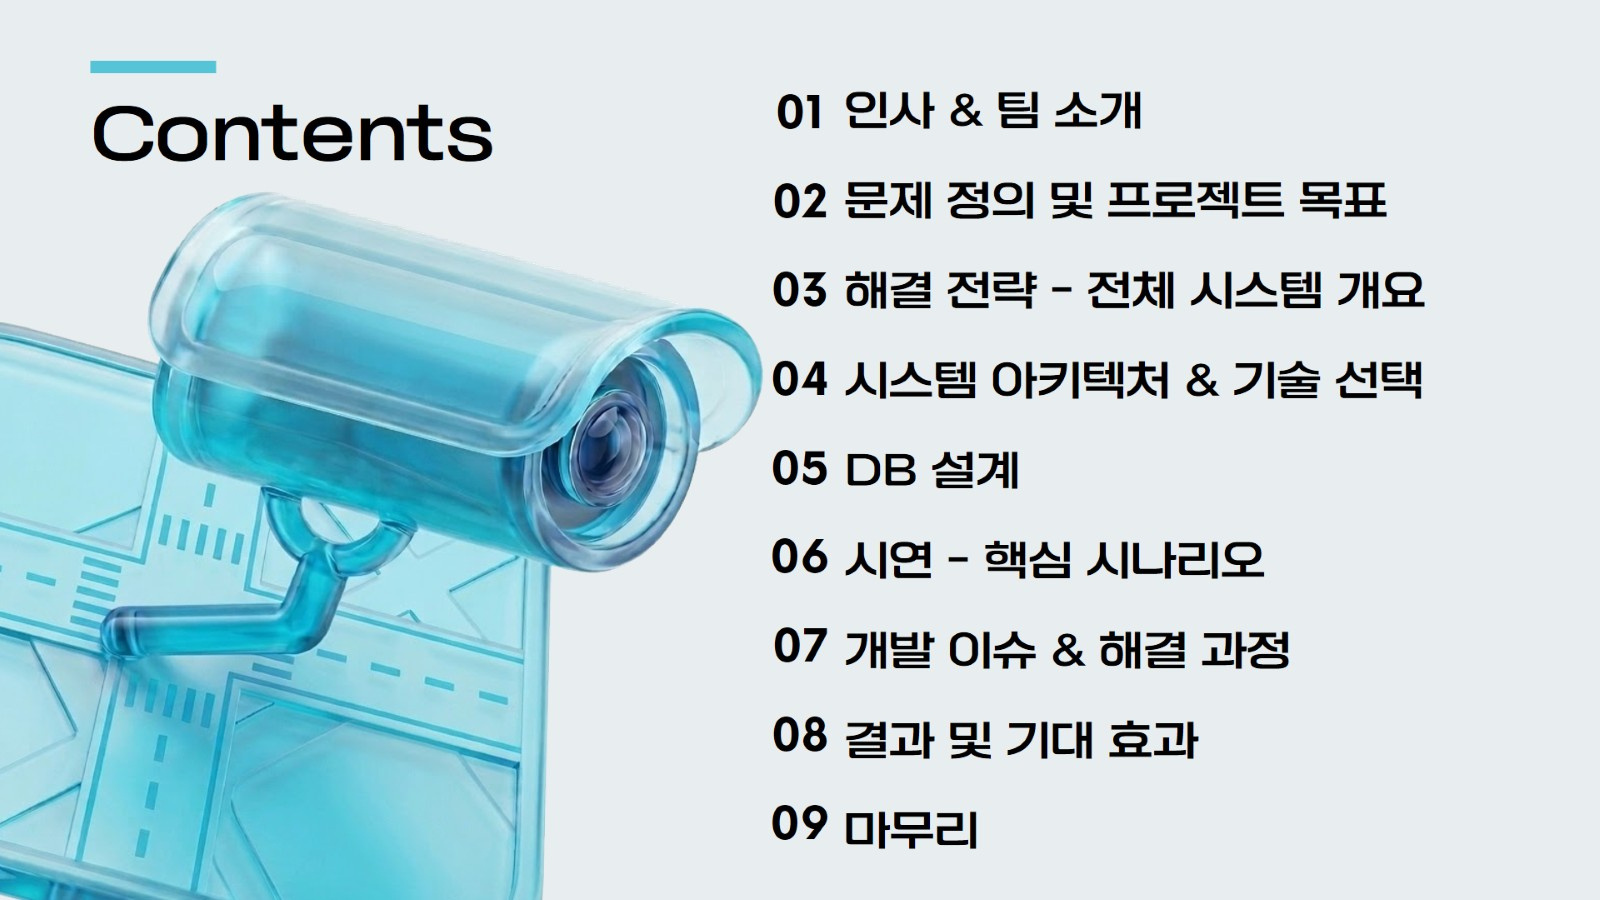 Contents
01 인사 & 팀 소개
02 문제 정의 및 프로젝트 목표
03 해결 전략 - 전체 시스템 개요
04 시스템 아키텍처 & 기술 선택
05 DB 설계
06 시연 - 핵심 시나리오
07 개발 이슈 & 해결 과정
08 결과 및 기대 효과
09 마무리